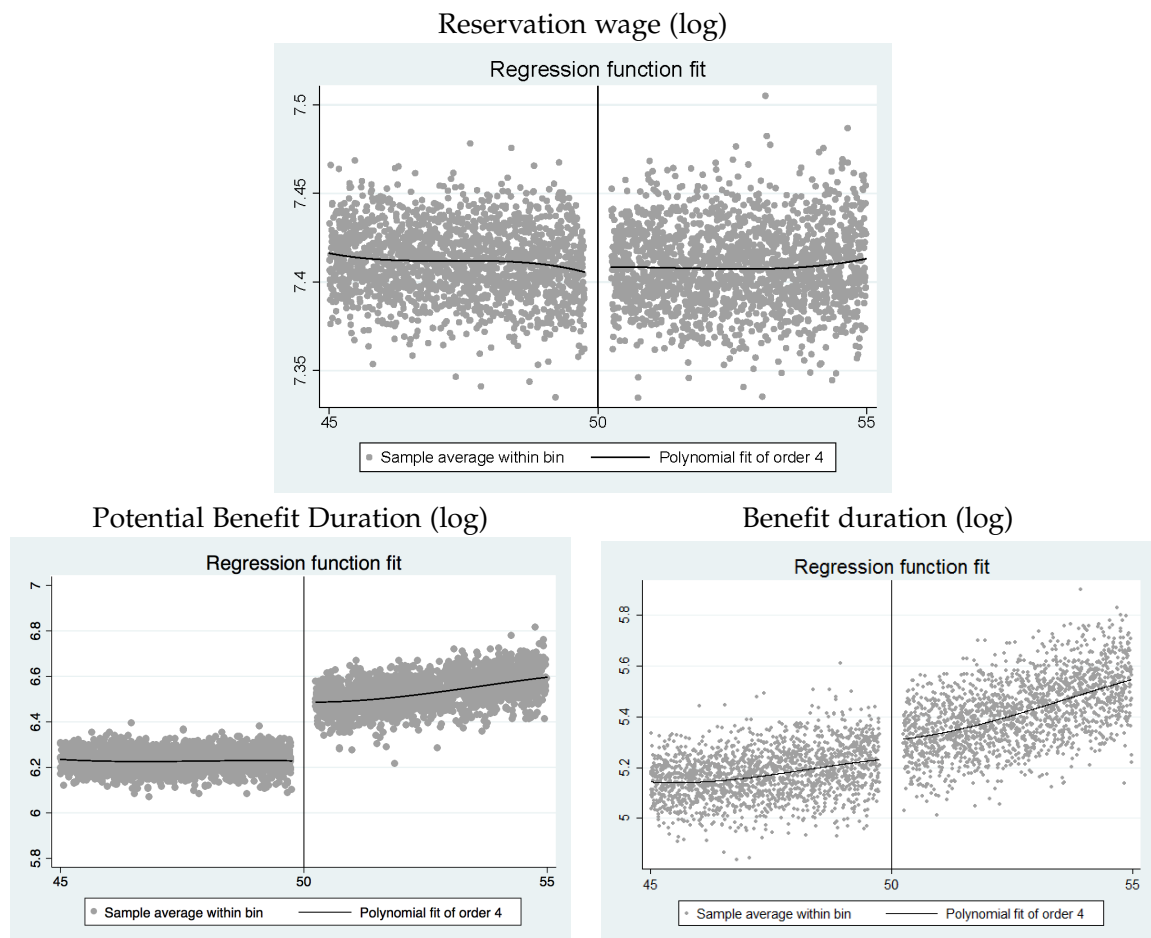 Reservation wage (log)
Regression function fit
7.5
7.45
7.4
7.35
45 50 55
Sample average within bin Polynomial fit of order 4
Potential Benefit Duration (log) Benefit duration (log)
Regression function fit
7
6.8
6.6
6.4
6.2
6
5.8
45 50 55
Sample average within bin Polynomial fit of order 4
Regression function fit
5.8
5.6
5.4
5.2
5
45 50 55
Sample average within bin Polynomial fit of order 4